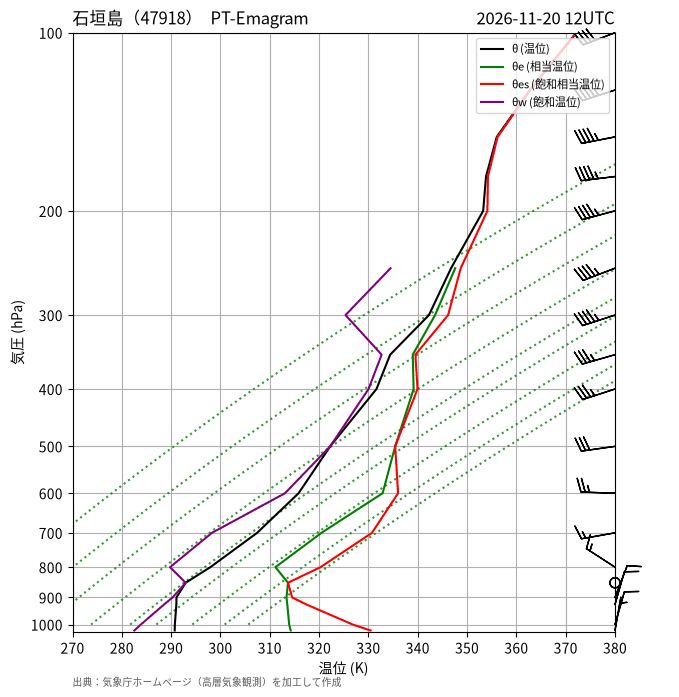 石垣島（47918） PT-Emagram 2026-11-20 12UTC
θ (温位)
θe (相当温位)
θes (飽和相当温位)
θw (飽和温位)
100
200
300
400
500
600
700
800
900
1000
気圧 (hPa)
270 280 290 300 310 320 330 340 350 360 370 380
温位 (K)
出典：気象庁ホームページ（高層気象観測）を加工して作成